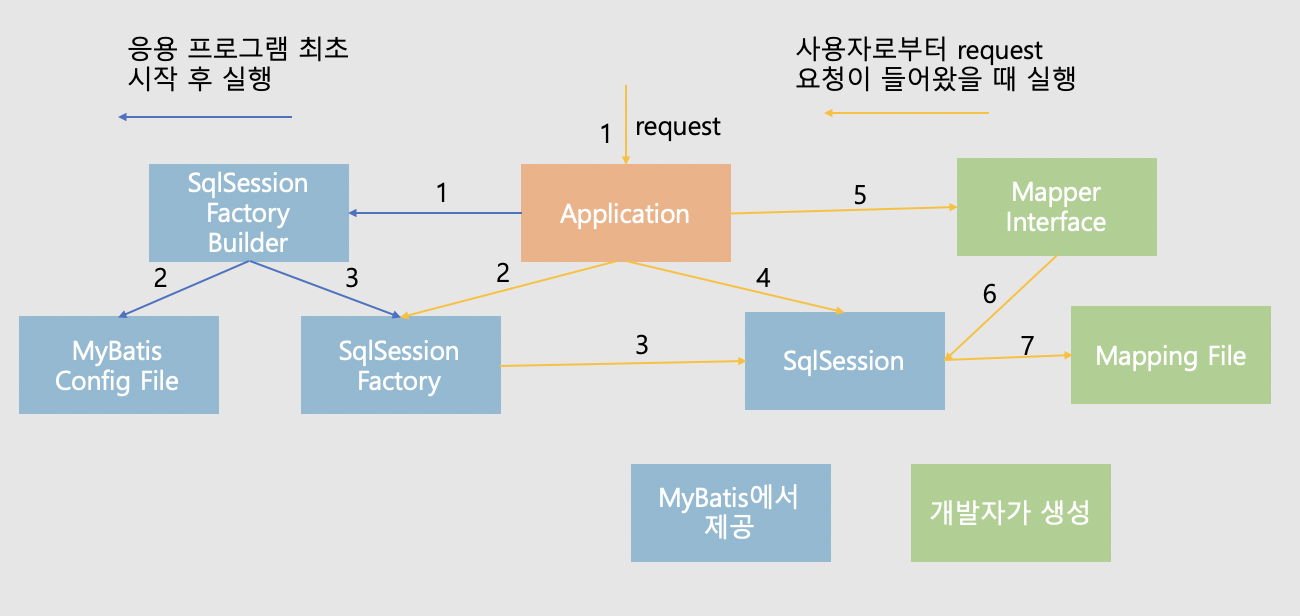 응용 프로그램 최초
시작 후 실행
사용자로부터 request
요청이 들어왔을 때 실행
1
request
SqlSession
Factory
Builder
1
Application
5
Mapper
Interface
2
3
2
4
6
MyBatis
Config File
SqlSession
Factory
3
SqlSession
7
Mapping File
MyBatis에서
제공
개발자가 생성